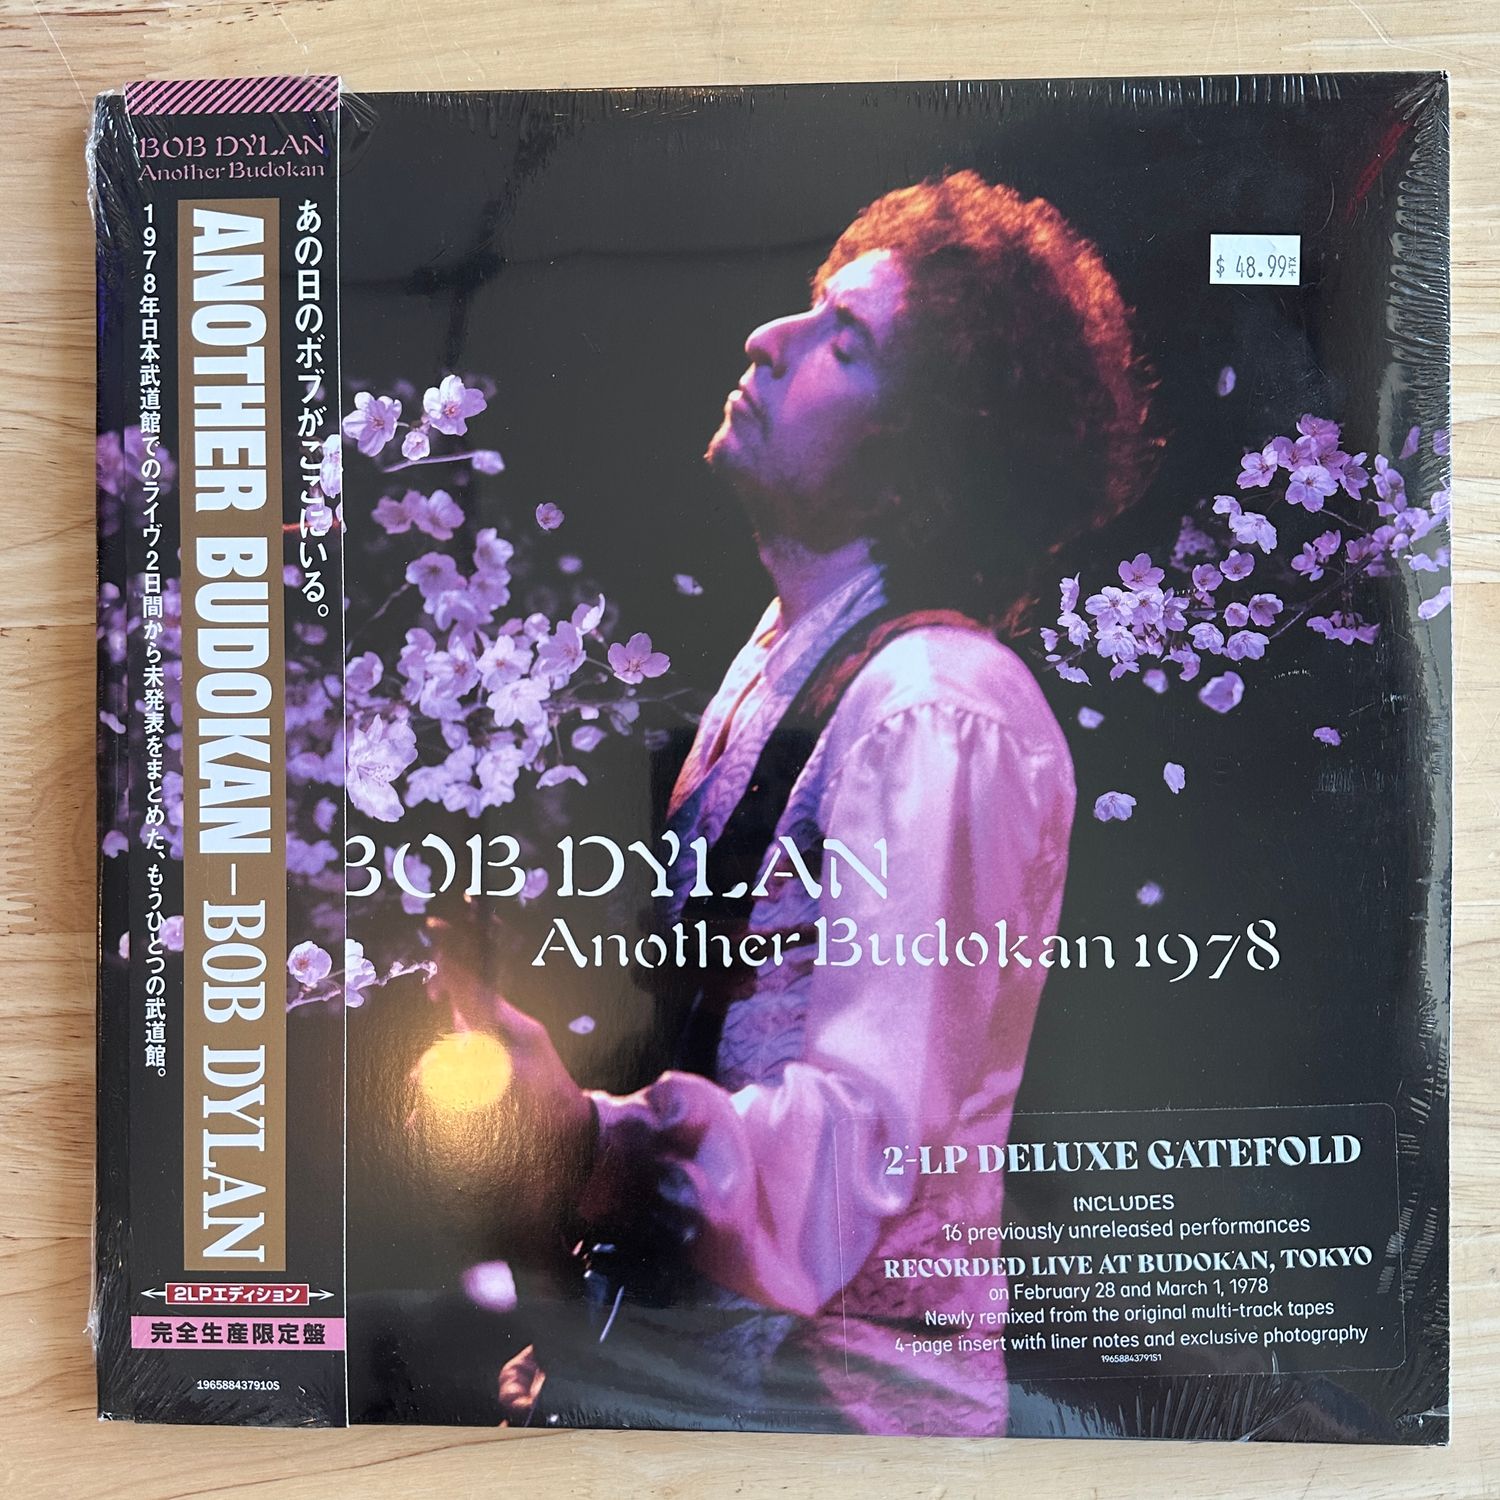 BOB DYLAN
Another Budokan
あの日のボブがここにいる。
ANOTHER BUDOKAN – BOB DYLAN
1978年日本武道館でのライヴ2日間から未発表をまとめた、もうひとつの武道館。
2LPエディション
完全生産限定盤
19658843791OS
$ 48.99 +TX
BOB DYLAN
Another Budokan 1978
2-LP DELUXE GATEFOLD
INCLUDES
16 previously unreleased performances
RECORDED LIVE AT BUDOKAN, TOKYO
on February 28 and March 1, 1978
Newly remixed from the original multi-track tapes
4-page insert with liner notes and exclusive photography
19658843791S1